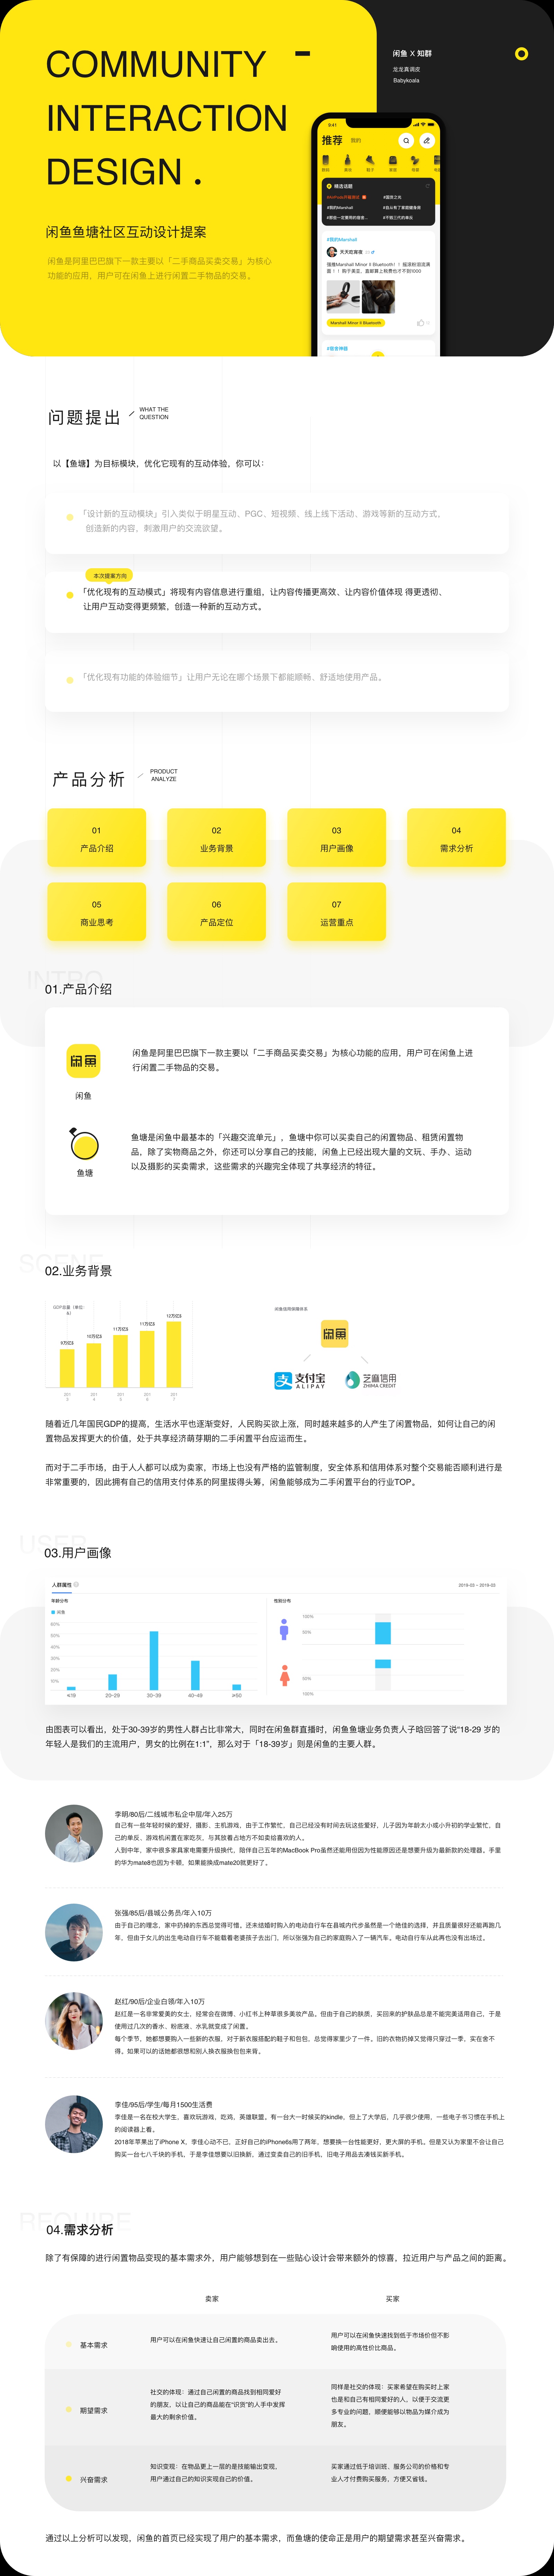 COMMUNITY
INTERACTION
DESIGN .
闲鱼鱼塘社区互动设计提案
闲鱼是阿里巴巴旗下一款主要以「二手商品买卖交易」为核心
功能的应用，用户可在闲鱼上进行闲置二手物品的交易。
闲鱼 X 知群
龙龙真调皮
Babykoala
9:41
推荐
我的
精选话题
#我的Marshall
#我的Marshall
天天吃客准
Marshall Minor II Bluetooth
问题提出
WHAT THE
QUESTION
以【鱼塘】为目标模块，优化它现有的互动体验，你可以：
「设计新的互动模块」引入类似于明星互动、PGC、短视频、线上线下活动、游戏等新的互动方式，
创造新的内容，刺激用户的交流欲望。
本次提案方向
「优化现有的互动模式」将现有内容信息进行重组，让内容传播更高效、让内容价值体现 得更透彻、
让用户互动变得更频繁，创造一种新的互动方式。
「优化现有功能的体验细节」让用户无论在哪个场景下都能顺畅、舒适地使用产品。
产品分析
PRODUCT
ANALYZE
01
产品介绍
02
业务背景
03
用户画像
04
需求分析
05
商业思考
06
产品定位
07
运营重点
INTRO
01.产品介绍
闲鱼
闲鱼
闲鱼是阿里巴巴旗下一款主要以「二手商品买卖交易」为核心功能的应用，用户可在闲鱼上进
行闲置二手物品的交易。
鱼塘
鱼塘是闲鱼中最基本的「兴趣交流单元」，鱼塘中你可以买卖自己的闲置物品、租赁闲置物
品，除了实物商品之外，你还可以分享自己的技能，闲鱼上已经出现大量的文玩、手办、运动
以及摄影的买卖需求，这些需求的兴趣完全体现了共享经济的特征。
SCENE
02.业务背景
GDP总量（单位:
$）
9万亿$
10万亿$
11万亿$
11万亿$
12万亿$
2013
2014
2015
2016
2017
闲鱼信用保障体系
闲鱼
支付宝
ALIPAY
芝麻信用
ZHIMA CREDIT
随着近几年国民GDP的提高，生活水平也逐渐变好，人民购买欲上涨，同时越来越多的人产生了闲置物品，如何让自己的闲
置物品发挥更大的价值，处于共享经济萌芽期的二手闲置平台应运而生。
而对于二手市场，由于人人都可以成为卖家，市场上也没有严格的监管制度，安全体系和信用体系对整个交易能否顺利进行是
非常重要的，因此拥有自己的信用支付体系的阿里拔得头筹，闲鱼能够成为二手闲置平台的行业TOP。
USER
03.用户画像
人群属性
2019-03 ~ 2019-03
年龄分布
性别分布
闲鱼
60%
50%
40%
30%
20%
10%
≤19
20-29
30-39
40-49
≥50
100%
50%
50%
100%
由图表可以看出，处于30-39岁的男性人群占比非常大，同时在闲鱼群直播时，闲鱼鱼塘业务负责人子晗回答了说“18-29 岁的
年轻人是我们的主流用户，男女的比例在1:1”，那么对于「18-39岁」则是闲鱼的主要人群。
李明/80后/二线城市私企中层/年入25万
自己有一些年轻时候的爱好，摄影、主机游戏，由于工作繁忙，自己已经没有时间去玩这些爱好，儿子因为年龄太小或小升初的学业繁忙，自
己的单反、游戏机闲置在家吃灰，与其放着占地方不如卖给喜欢的人。
人到中年，家中很多家具家电需要升级换代，陪伴自己五年的MacBook Pro虽然还能用但因为性能原因还是想要升级为最新款的处理器，手里
的华为mate8也因为卡顿，如果能换成mate20就更好了。
张强/85后/县城公务员/年入10万
由于自己的理念，家中扔掉的东西总觉得可惜。还未结婚时购入的电动自行车在县城内代步虽然是一个绝佳的选择，并且质量很好还能再跑几
年，但由于女儿的出生电动自行车不能载着老婆孩子去出门，所以张强为自己的家庭购入了一辆汽车。电动自行车从此再也没有出场过。
赵红/90后/企业白领/年入10万
赵红是一名非常爱美的女士，经常会在微博、小红书上种草很多美妆产品。但由于自己的肤质，买回来的护肤品总是不能完美适用自己，于是
使用过几次的香水、粉底液、水乳就变成了闲置。
每个季节，她都想要购入一些新的衣服，对于新衣服搭配的鞋子和包包，总觉得家里少了一件。旧的衣物扔掉又觉得只穿过一季，实在舍不
得。如果可以的话她都很想和别人换衣服换包包来背。
李佳/95后/学生/每月1500生活费
李佳是一名在校大学生，喜欢玩游戏，吃鸡，英雄联盟。有一台大一时候买的kindle，但上了大学后，几乎很少使用，一些电子书习惯在手机上
的阅读器上看。
2018年苹果出了iPhone X，李佳心动不已，正好自己的iPhone6s用了两年，想要换一台性能更好，更大屏的手机。但是又认为家里不会让自己
购买一台七八千块的手机，于是李佳想要以旧换新，通过变卖自己的旧手机、旧电子用品去凑钱买新手机。
REQUIRE
04.需求分析
除了有保障的进行闲置物品变现的基本需求外，用户能够想到在一些贴心设计会带来额外的惊喜，拉近用户与产品之间的距离。
卖家
买家
基本需求
用户可以在闲鱼快速让自己闲置的商品卖出去。
用户可以在闲鱼快速找到低于市场价但不影
响使用的高性价比商品。
期望需求
社交的体现：通过自己闲置的商品找到相同爱好
的朋友，以让自己的商品能在“识货”的人手中发挥
最大的剩余价值。
同样是社交的体现：买家希望在购买时上家
也是和自己有相同爱好的人，以便于交流更
多专业的问题，顺便能够以物品为媒介成为
朋友。
兴奋需求
知识变现：在物品更上一层的是技能输出变现，
用户通过自己的知识实现自己的价值。
买家通过低于培训班、服务公司的价格和专
业人才付费购买服务、方便又省钱。
通过以上分析可以发现，闲鱼的首页已经实现了用户的基本需求，而鱼塘的使命正是用户的期望需求甚至兴奋需求。